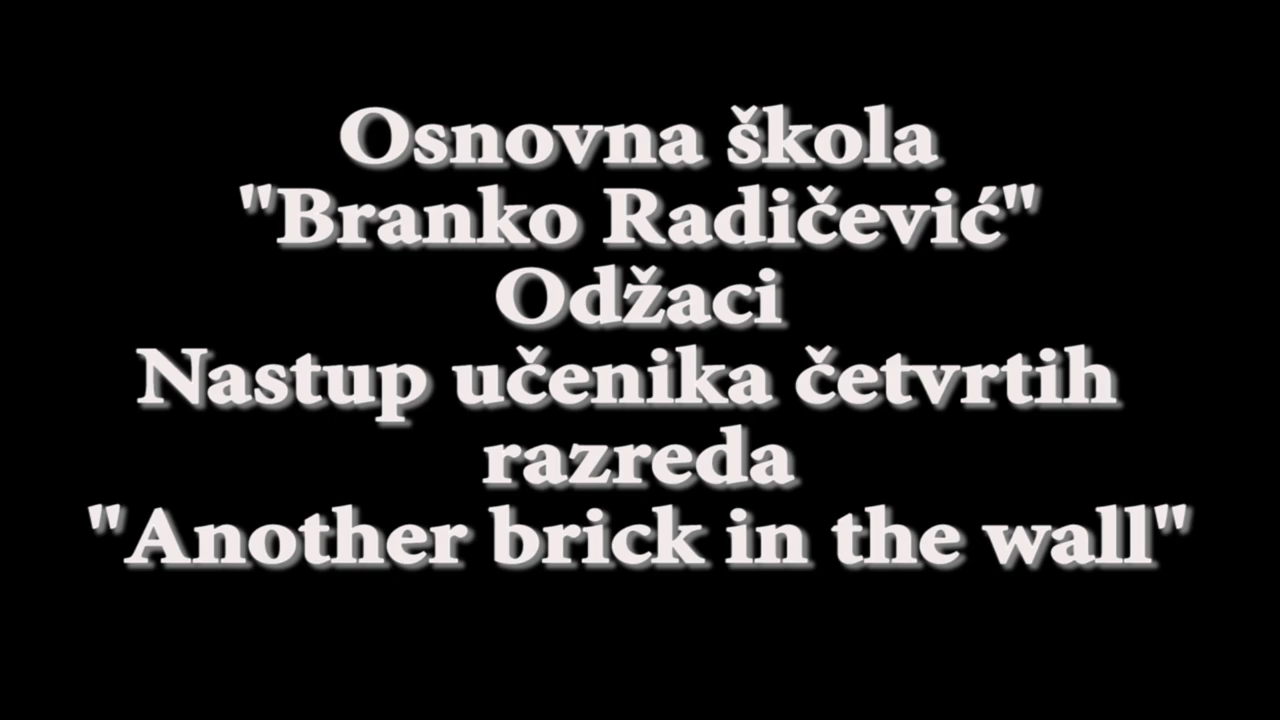 Osnovna škola
"Branko Radičević"
Odžaci
Nastup učenika četvrtih
razreda
"Another brick in the wall"